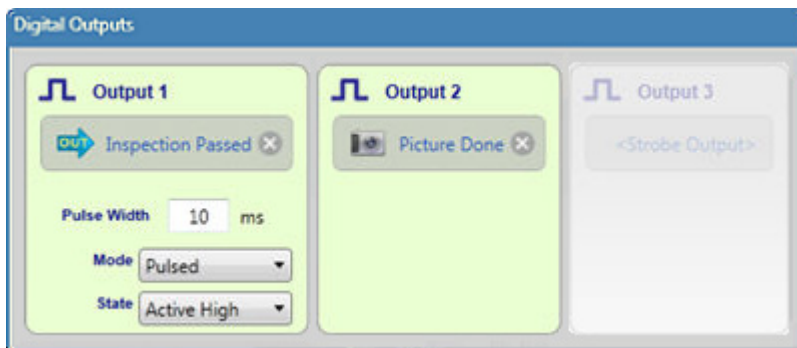 Digital Outputs
Output 1
OUT Inspection Passed
Pulse Width 10 ms
Mode Pulsed
State Active High
Output 2
Picture Done
Output 3
<Strobe Output>